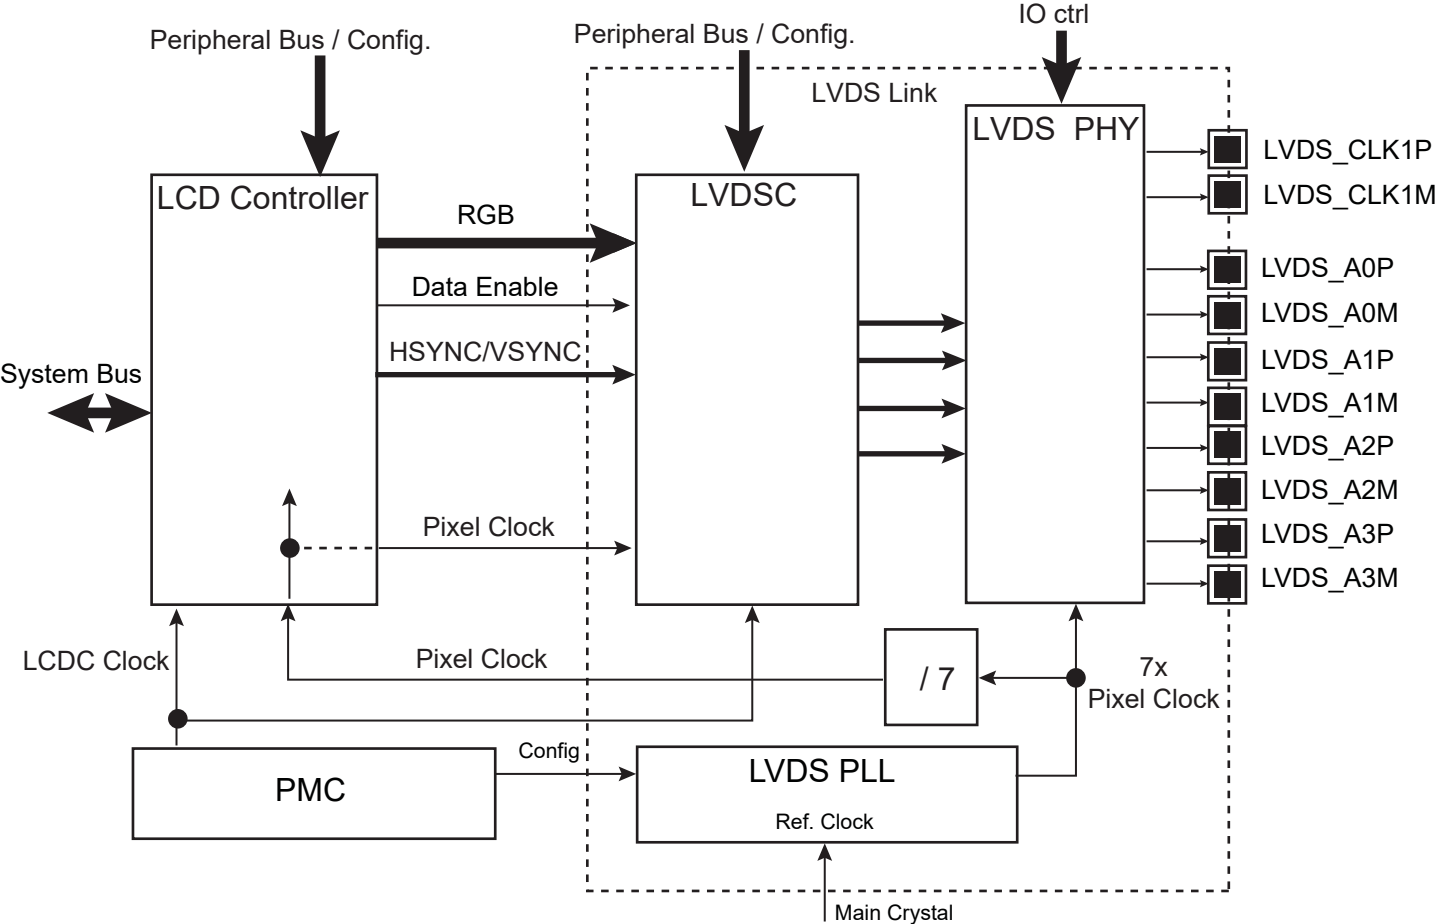 IO ctrl
Peripheral Bus / Config.
Peripheral Bus / Config.
LVDS Link
LVDS PHY
LVDS_CLK1P
LCD Controller
LVDSC
LVDS_CLK1M
RGB
LVDS_A0P
Data Enable
LVDS_A0M
HSYNC/VSYNC
LVDS_A1P
System Bus
LVDS_A1M
LVDS_A2P
LVDS_A2M
Pixel Clock
LVDS_A3P
LVDS_A3M
LCDC Clock
Pixel Clock
/ 7
7x
Pixel Clock
Config
PMC
LVDS PLL
Ref. Clock
Main Crystal